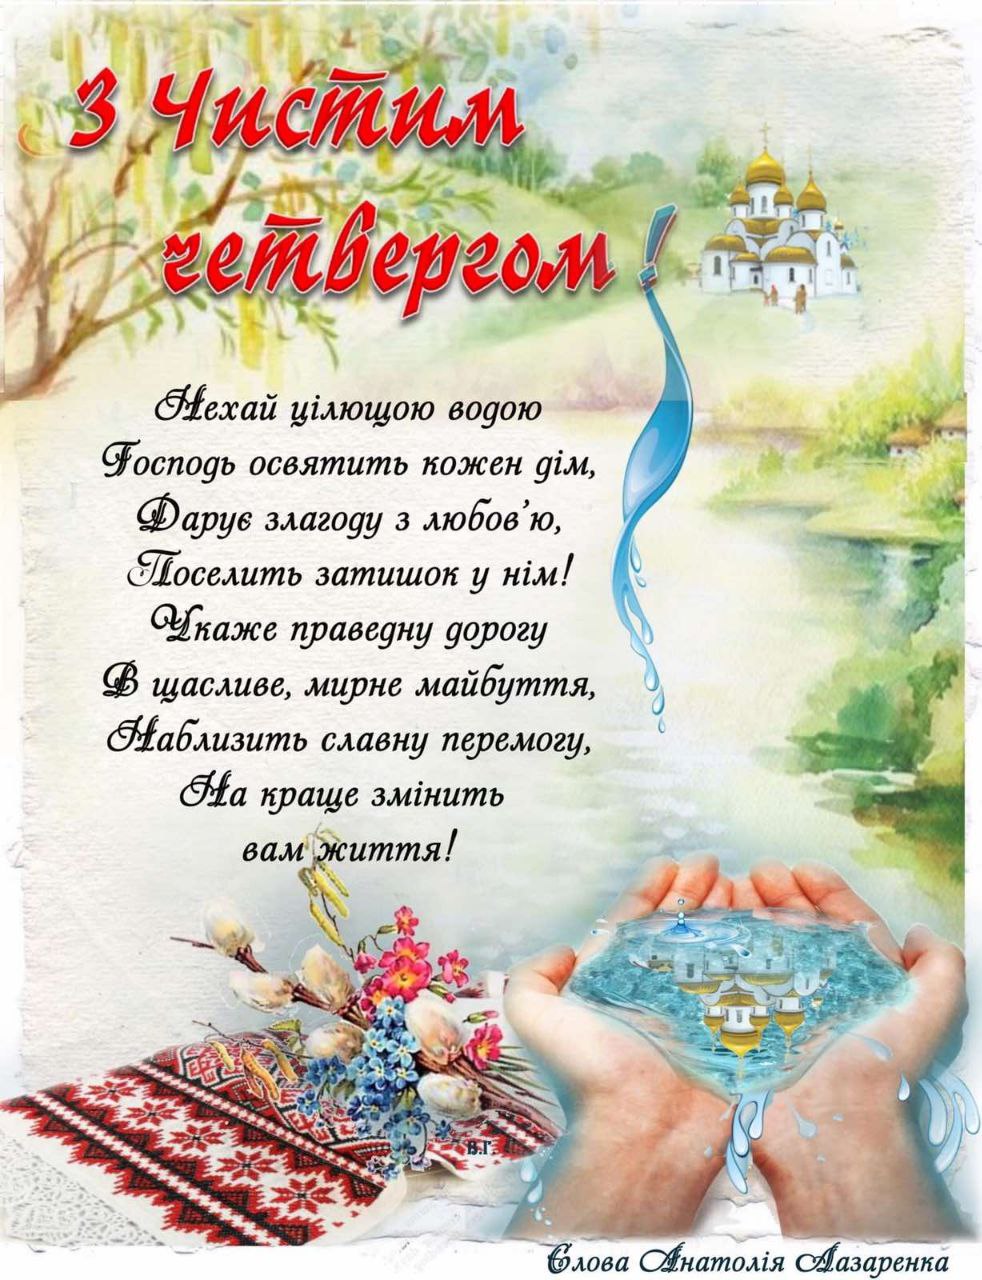 З Чистим
четвергом!
Нехай цілющою водою
Господь освятить кожен дім,
Дарує злагоду з любов'ю,
Поселить затишок у нім!
Укаже праведну дорогу
В щасливе, мирне майбуття,
Наблизить славну перемогу,
На краще змінить
вам життя!
В.Г.
Слова Анатолія Лазаренка